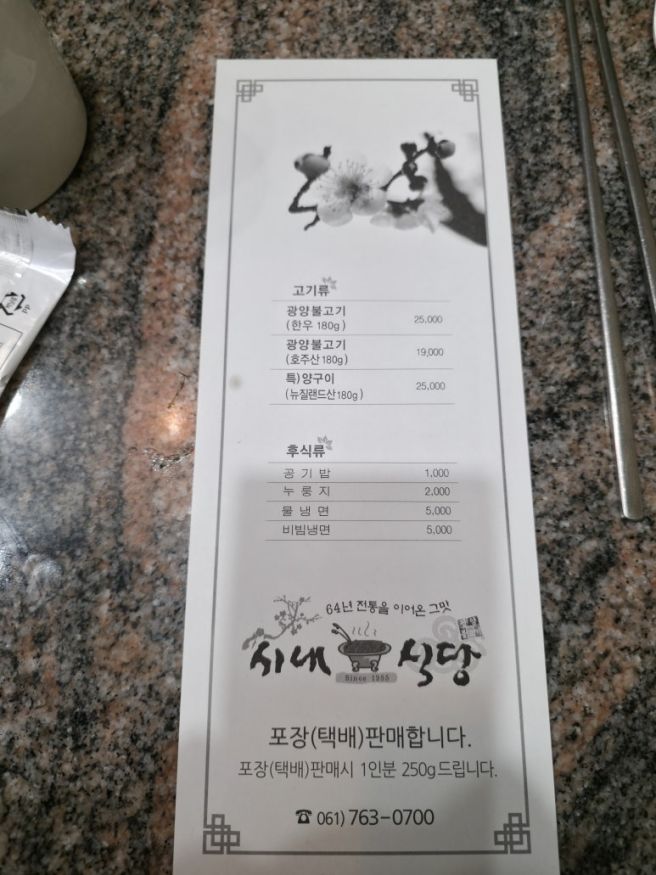 고기류
광양불고기
(한우 180g) 25,000
광양불고기
(호주산180g) 19,000
특)양구이
(뉴질랜드산180g) 25,000
후식류
공기밥 1,000
누룽지 2,000
물냉면 5,000
비빔냉면 5,000
64년 전통을 이어온 그맛
시내 식당
Since 1955
포장(택배)판매합니다.
포장(택배)판매시 1인분 250g드립니다.
☎ 061) 763-0700